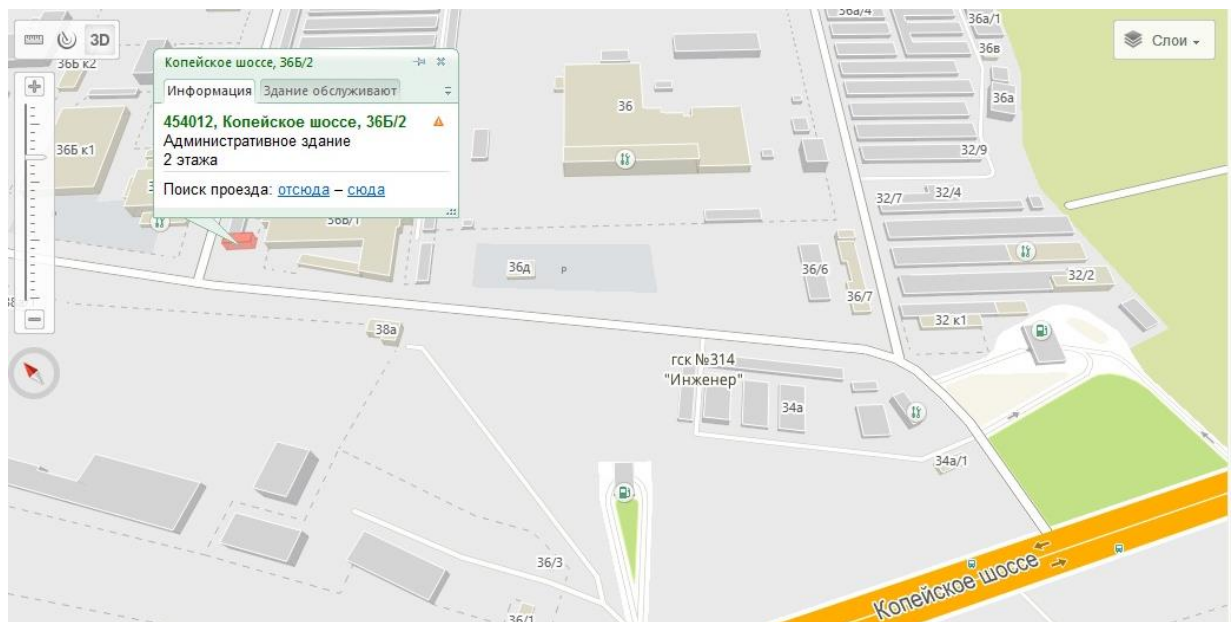 3D
Слои
36Б к2
36а/4
36а/1
36в
36а
Копейское шоссе, 36Б/2
Информация
Здание обслуживают
454012, Копейское шоссе, 36Б/2
Административное здание
2 этажа
Поиск проезда: отсюда – сюда
36
36Б к1
32/9
32/7
32/4
36Б/1
36д
P
36/6
36/7
32/2
32 к1
38а
гск №314
"Инженер"
34а
34а/1
36/3
36/1
Копейское шоссе